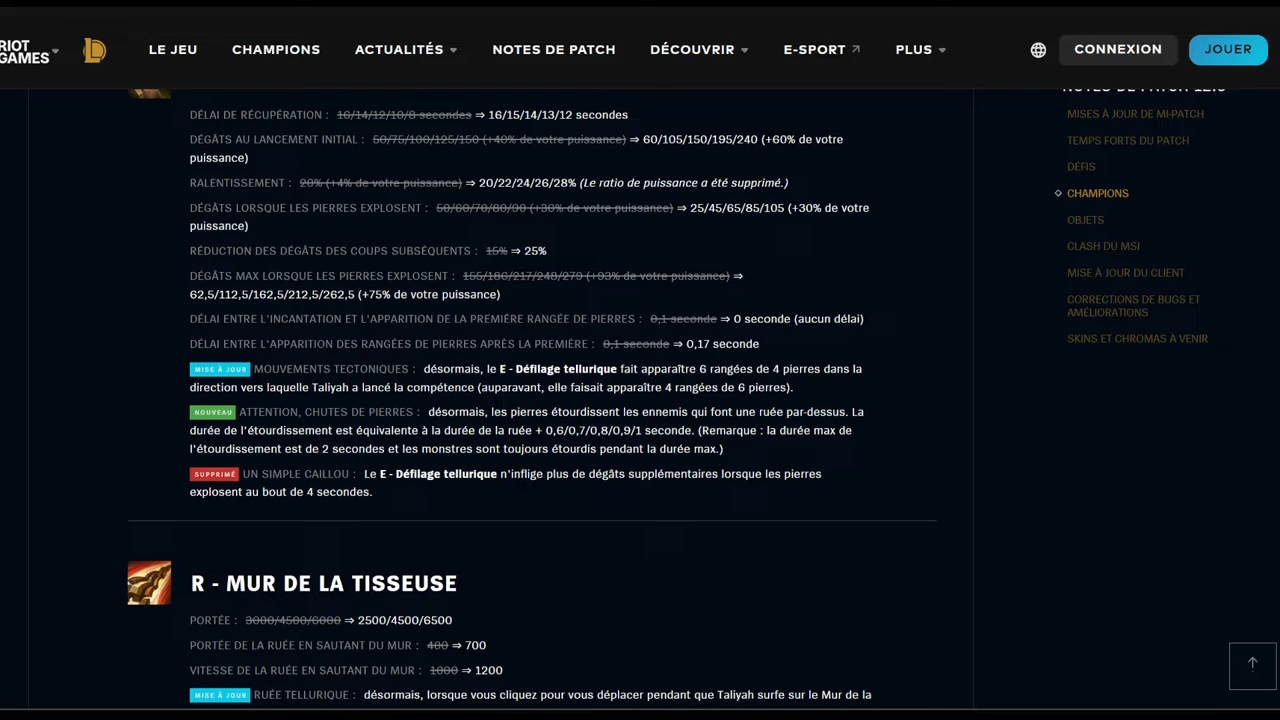 RIOT GAMES
LE JEU
CHAMPIONS
ACTUALITÉS
NOTES DE PATCH
DÉCOUVRIR
E-SPORT
PLUS
CONNEXION
JOUER
DÉLAI DE RÉCUPÉRATION : 16/14/12/10/8 secondes ⇒ 16/15/14/13/12 secondes
DÉGÂTS AU LANCEMENT INITIAL : 50/75/100/125/150 (+40% de votre puissance) ⇒ 60/105/150/195/240 (+60% de votre
puissance)
RALENTISSEMENT : 20% (+4% de votre puissance) ⇒ 20/22/24/26/28% (Le ratio de puissance a été supprimé.)
DÉGÂTS LORSQUE LES PIERRES EXPLOSENT : 50/60/70/80/90 (+30% de votre puissance) ⇒ 25/45/65/85/105 (+30% de votre
puissance)
RÉDUCTION DES DÉGÂTS DES COUPS SUBSÉQUENTS : 15% ⇒ 25%
DÉGÂTS MAX LORSQUE LES PIERRES EXPLOSENT : 155/186/217/248/279 (+93% de votre puissance) ⇒
62,5/112,5/162,5/212,5/262,5 (+75% de votre puissance)
DÉLAI ENTRE L'INCANTATION ET L'APPARITION DE LA PREMIÈRE RANGÉE DE PIERRES : 0,1 seconde ⇒ 0 seconde (aucun délai)
DÉLAI ENTRE L'APPARITION DES RANGÉES DE PIERRES APRÈS LA PREMIÈRE : 0,1 seconde ⇒ 0,17 seconde
MISE À JOUR MOUVEMENTS TECTONIQUES : désormais, le E - Défilage tellurique fait apparaître 6 rangées de 4 pierres dans la
direction vers laquelle Taliyah a lancé la compétence (auparavant, elle faisait apparaître 4 rangées de 6 pierres).
NOUVEAU ATTENTION, CHUTES DE PIERRES : désormais, les pierres étourdissent les ennemis qui font une ruée par-dessus. La
durée de l'étourdissement est équivalente à la durée de la ruée + 0,6/0,7/0,8/0,9/1 seconde. (Remarque : la durée max de
l'étourdissement est de 2 secondes et les monstres sont toujours étourdis pendant la durée max.)
SUPPRIMÉ UN SIMPLE CAILLOU : Le E - Défilage tellurique n'inflige plus de dégâts supplémentaires lorsque les pierres
explosent au bout de 4 secondes.
R - MUR DE LA TISSEUSE
PORTÉE : 3000/4500/6000 ⇒ 2500/4500/6500
PORTÉE DE LA RUÉE EN SAUTANT DU MUR : 400 ⇒ 700
VITESSE DE LA RUÉE EN SAUTANT DU MUR : 1000 ⇒ 1200
MISE À JOUR RUÉE TELLURIQUE : désormais, lorsque vous cliquez pour vous déplacer pendant que Taliyah surfe sur le Mur de la
MISES À JOUR DE MI-PATCH
TEMPS FORTS DU PATCH
DÉFIS
CHAMPIONS
OBJETS
CLASH DU MSI
MISE À JOUR DU CLIENT
CORRECTIONS DE BUGS ET
AMÉLIORATIONS
SKINS ET CHROMAS À VENIR